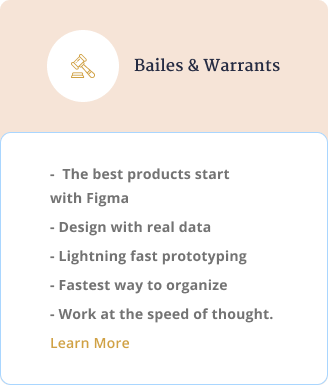 Bailes & Warrants
-  The best products start
with Figma
- Design with real data
- Lightning fast prototyping
- Fastest way to organize
- Work at the speed of thought.
Learn More